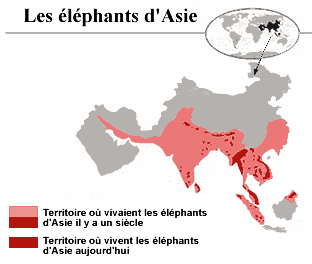 Les éléphants d'Asie
Territoire où vivaient les éléphants
d'Asie il y a un siècle
Territoire où vivent les éléphants
d'Asie aujourd'hui